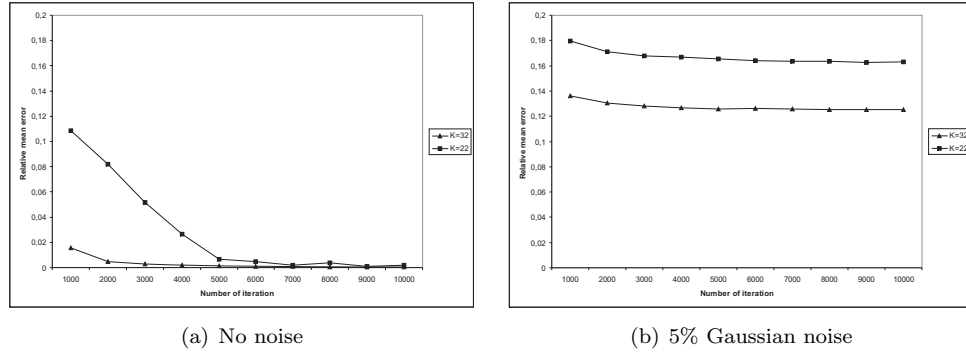 0,2
0,18
0,16
0,14
0,12
0,1
0,08
0,06
0,04
0,02
0
Relative mean error
1000 2000 3000 4000 5000 6000 7000 8000 9000 10000
Number of iteration
K=32
K=22
(a) No noise
0,2
0,18
0,16
0,14
0,12
0,1
0,08
0,06
0,04
0,02
0
Relative mean error
1000 2000 3000 4000 5000 6000 7000 8000 9000 10000
Number of iteration
K=32
K=22
(b) 5% Gaussian noise